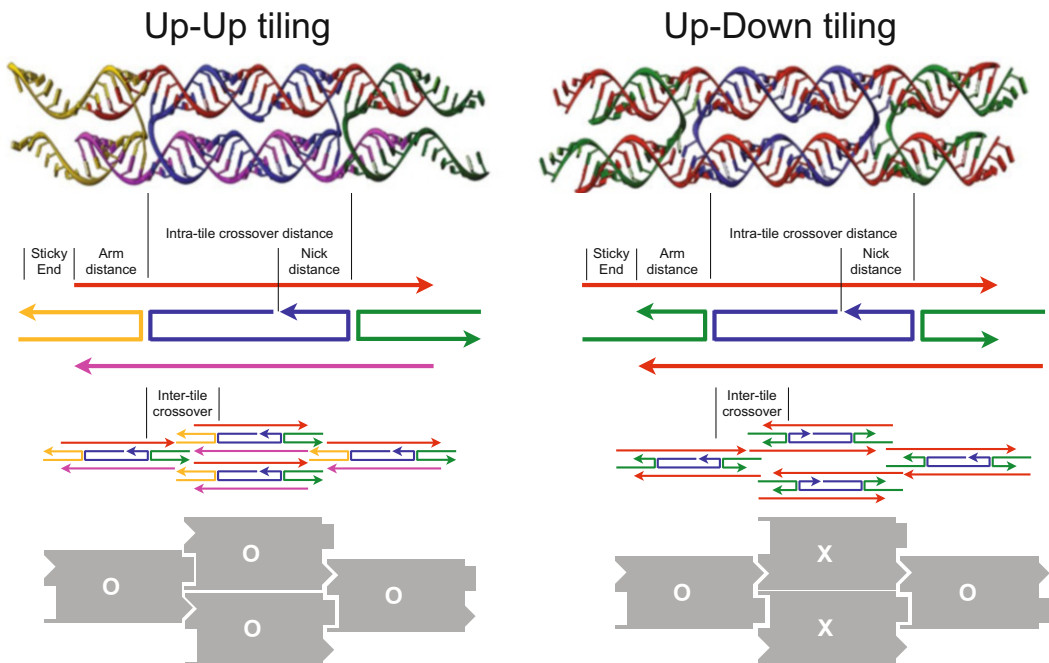 Up-Up tiling
Intra-tile crossover distance
Sticky
End
Arm
distance
Nick
distance
Inter-tile
crossover
O
O
O
O
Up-Down tiling
Intra-tile crossover distance
Sticky
End
Arm
distance
Nick
distance
Inter-tile
crossover
X
O
O
X